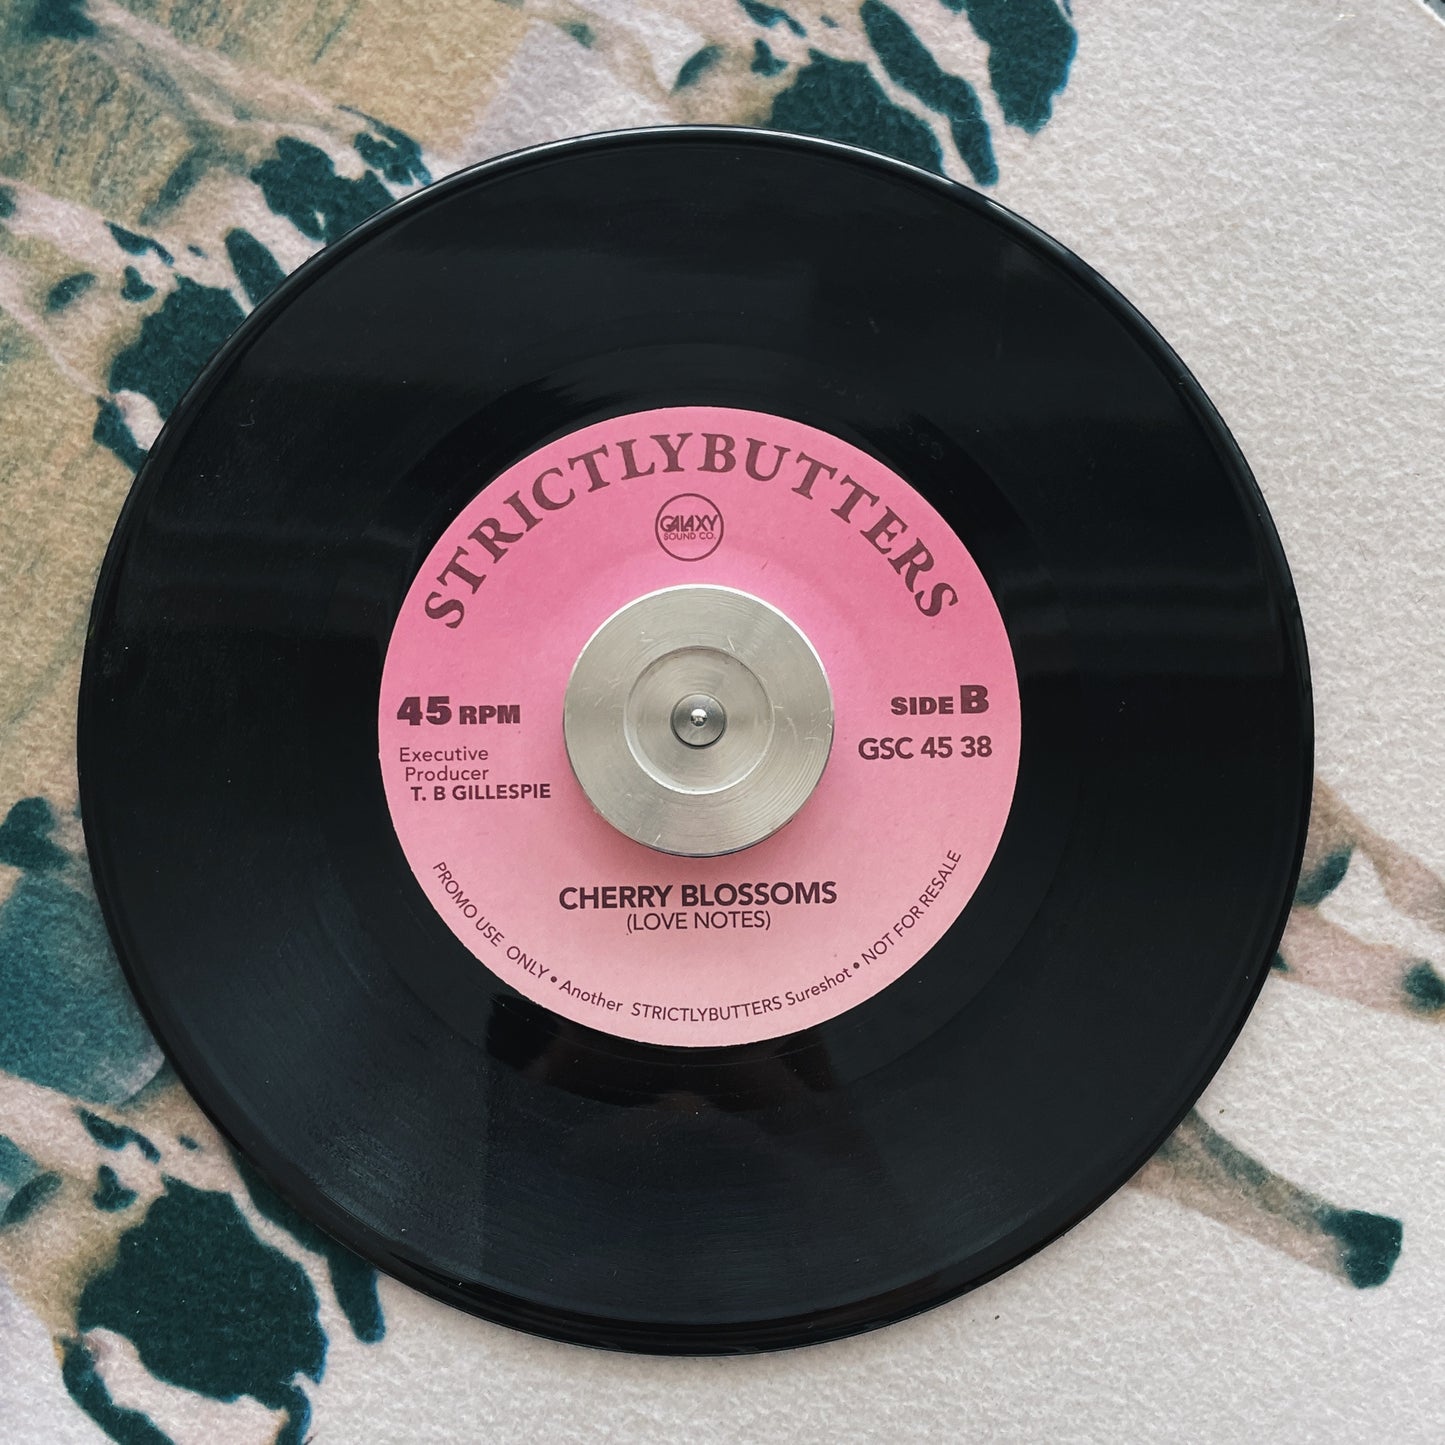 STRICTLYBUTTERS
GALAXY
SOUND CO.
45 RPM
Executive
Producer
T. B GILLESPIE
SIDE B
GSC 45 38
CHERRY BLOSSOMS
(LOVE NOTES)
PROMO USE ONLY • Another STRICTLYBUTTERS Sureshot • NOT FOR RESALE